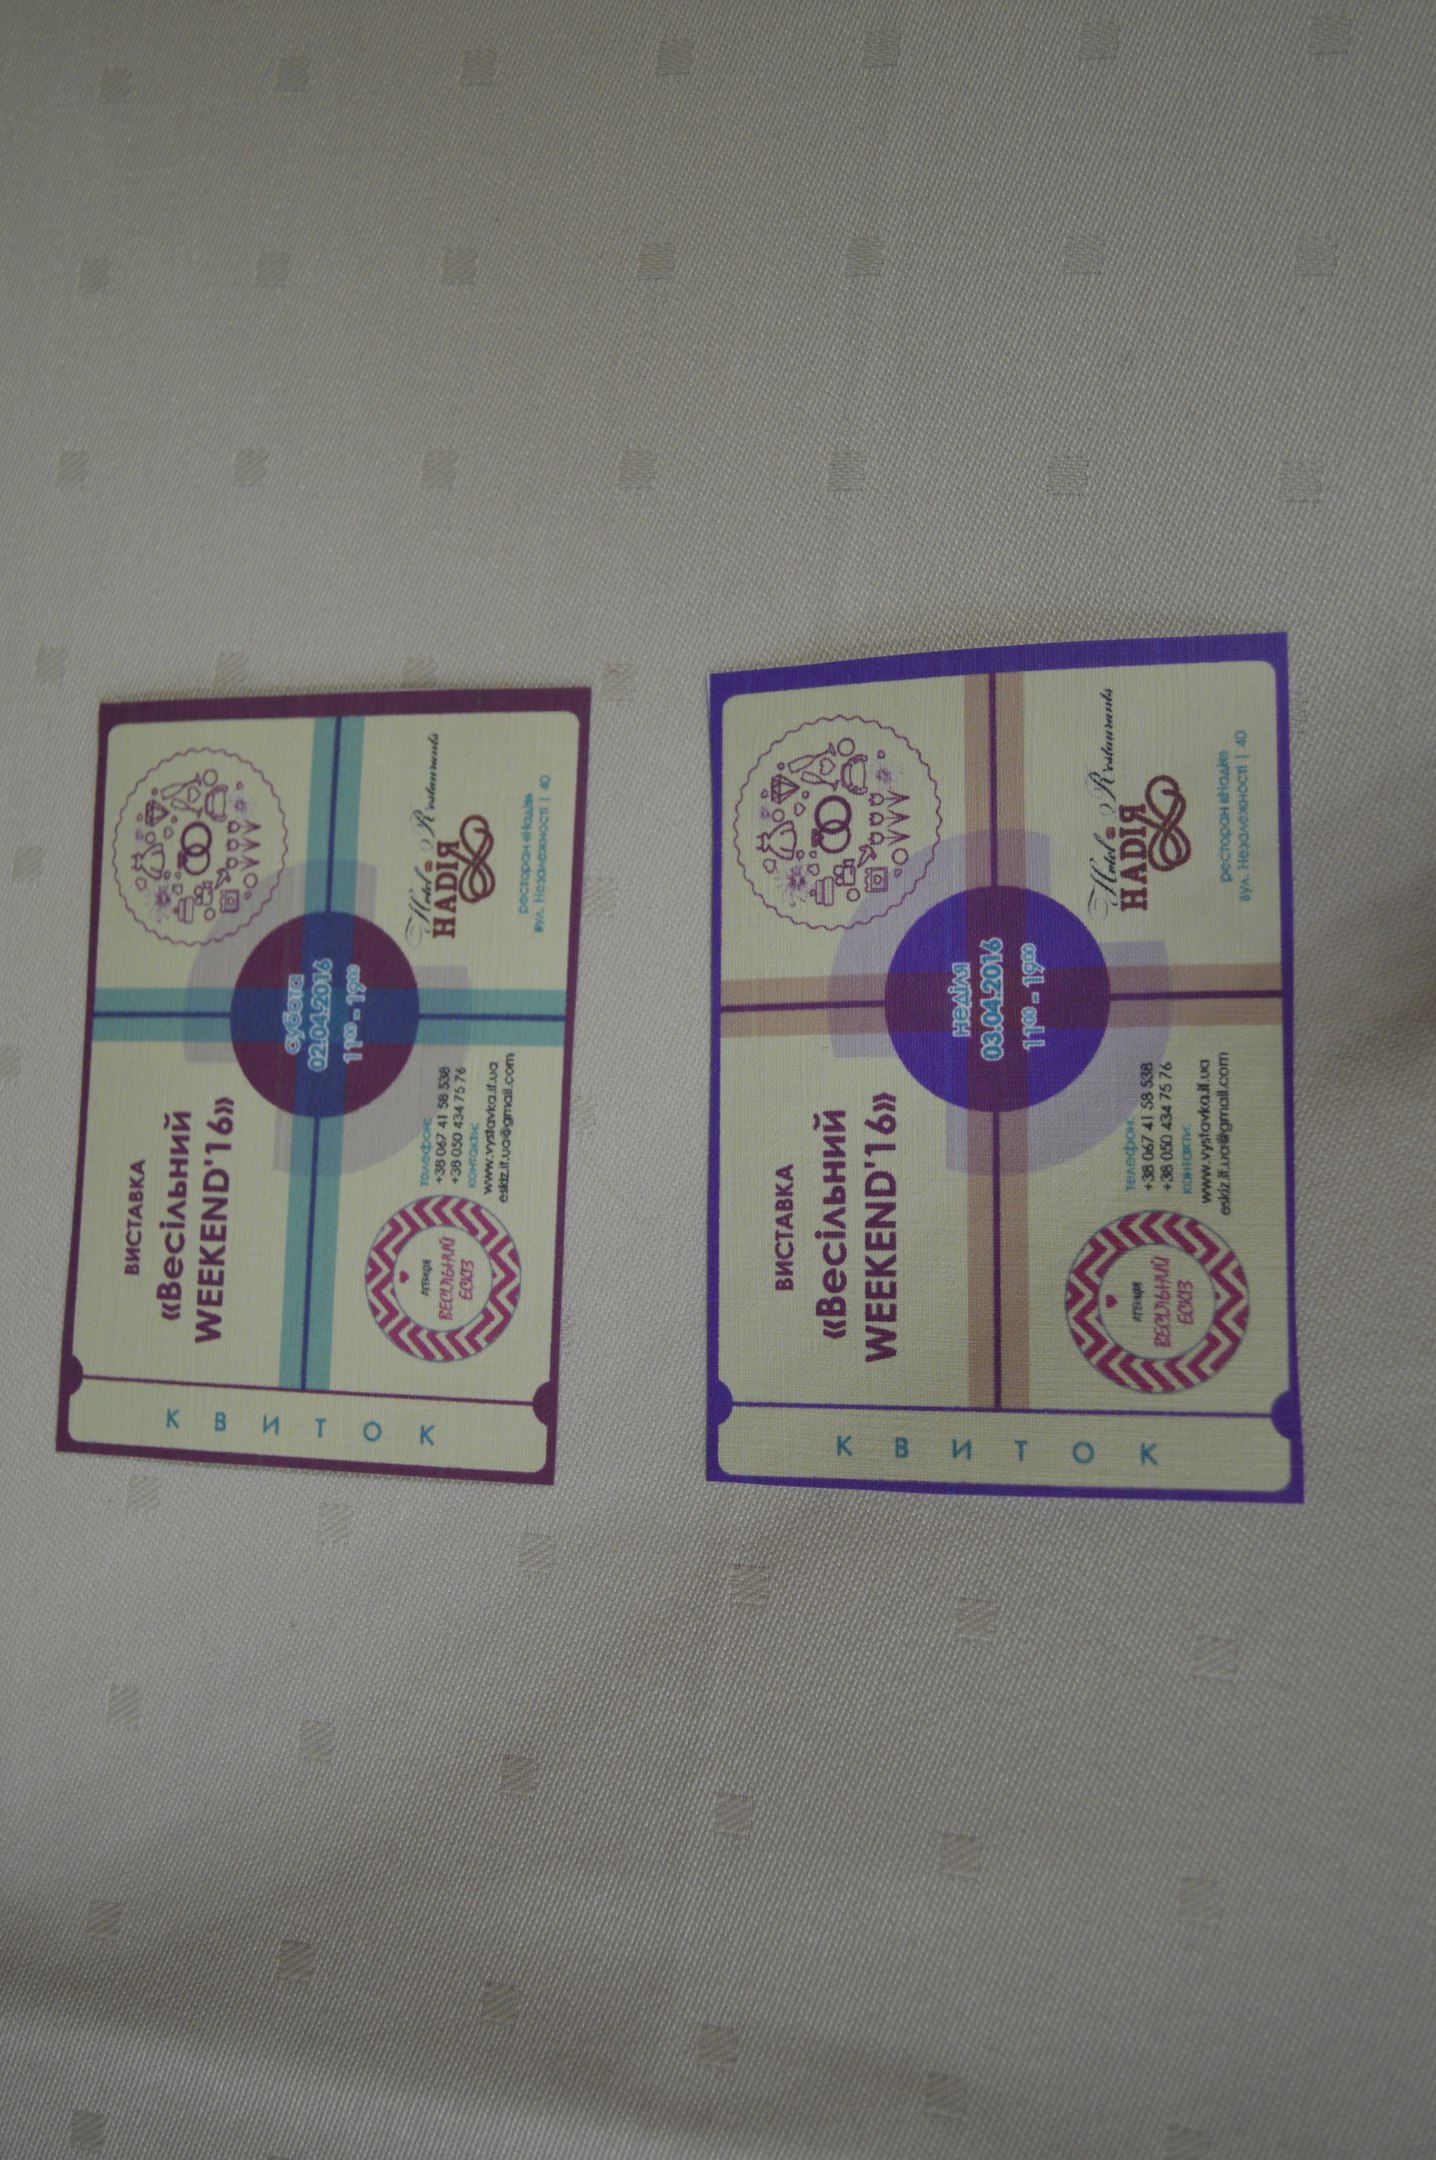 КВИТОК
ВИСТАВКА
«Весільний
WEEKEND'16»
субота
02.04.2016
11⁰⁰ - 19⁰⁰
АГЕНЦІЯ
ВЕСІЛЬНИЙ
ЕСКІЗ
телефон:
+38 067 41 58 538
+38 050 434 75 76
контакти:
www.vystavka.if.ua
eskiz.if.ua@gmail.com
Hotel Restaurants
НАДІЯ
ресторан «Надія»
вул. Незалежності | 40
КВИТОК
ВИСТАВКА
«Весільний
WEEKEND'16»
неділя
03.04.2016
11⁰⁰ - 19⁰⁰
АГЕНЦІЯ
ВЕСІЛЬНИЙ
ЕСКІЗ
телефон:
+38 067 41 58 538
+38 050 434 75 76
контакти:
www.vystavka.if.ua
eskiz.if.ua@gmail.com
Hotel Restaurants
НАДІЯ
ресторан «Надія»
вул. Незалежності | 40